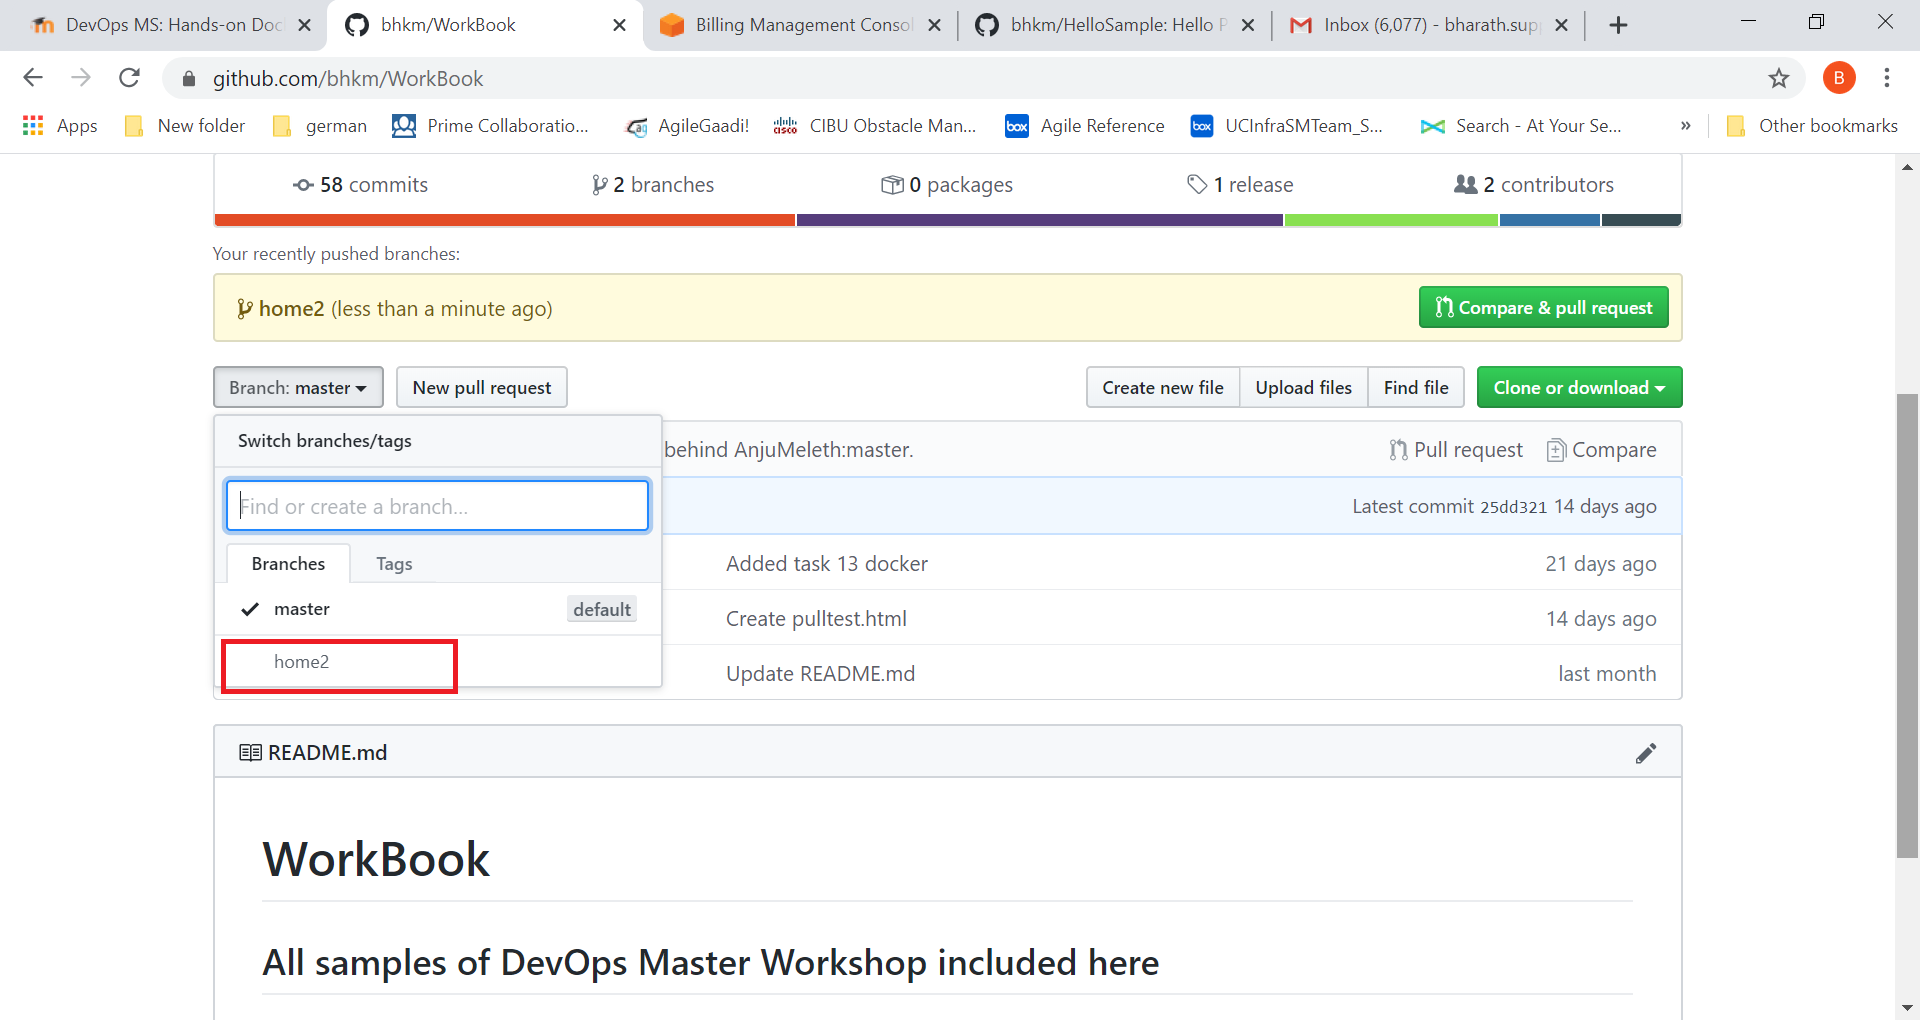 DevOps MS: Hands-on Doc
bhkm/WorkBook
Billing Management Consol
bhkm/HelloSample: Hello P
Inbox (6,077) - bharath.sup
github.com/bhkm/WorkBook
B
Apps
New folder
german
Prime Collaboratio...
AgileGaadi!
CISCO
CIBU Obstacle Man...
box
Agile Reference
box
UCInfraSMTeam_S...
Search - At Your Se...
»
Other bookmarks
58 commits
2 branches
0 packages
1 release
2 contributors
Your recently pushed branches:
home2 (less than a minute ago)
Compare & pull request
Branch: master
New pull request
Create new file
Upload files
Find file
Clone or download
Switch branches/tags
behind AnjuMeleth:master.
Pull request
Compare
Find or create a branch...
Latest commit 25dd321 14 days ago
Branches
Tags
Added task 13 docker
21 days ago
master
default
Create pulltest.html
14 days ago
home2
Update README.md
last month
README.md
WorkBook
All samples of DevOps Master Workshop included here